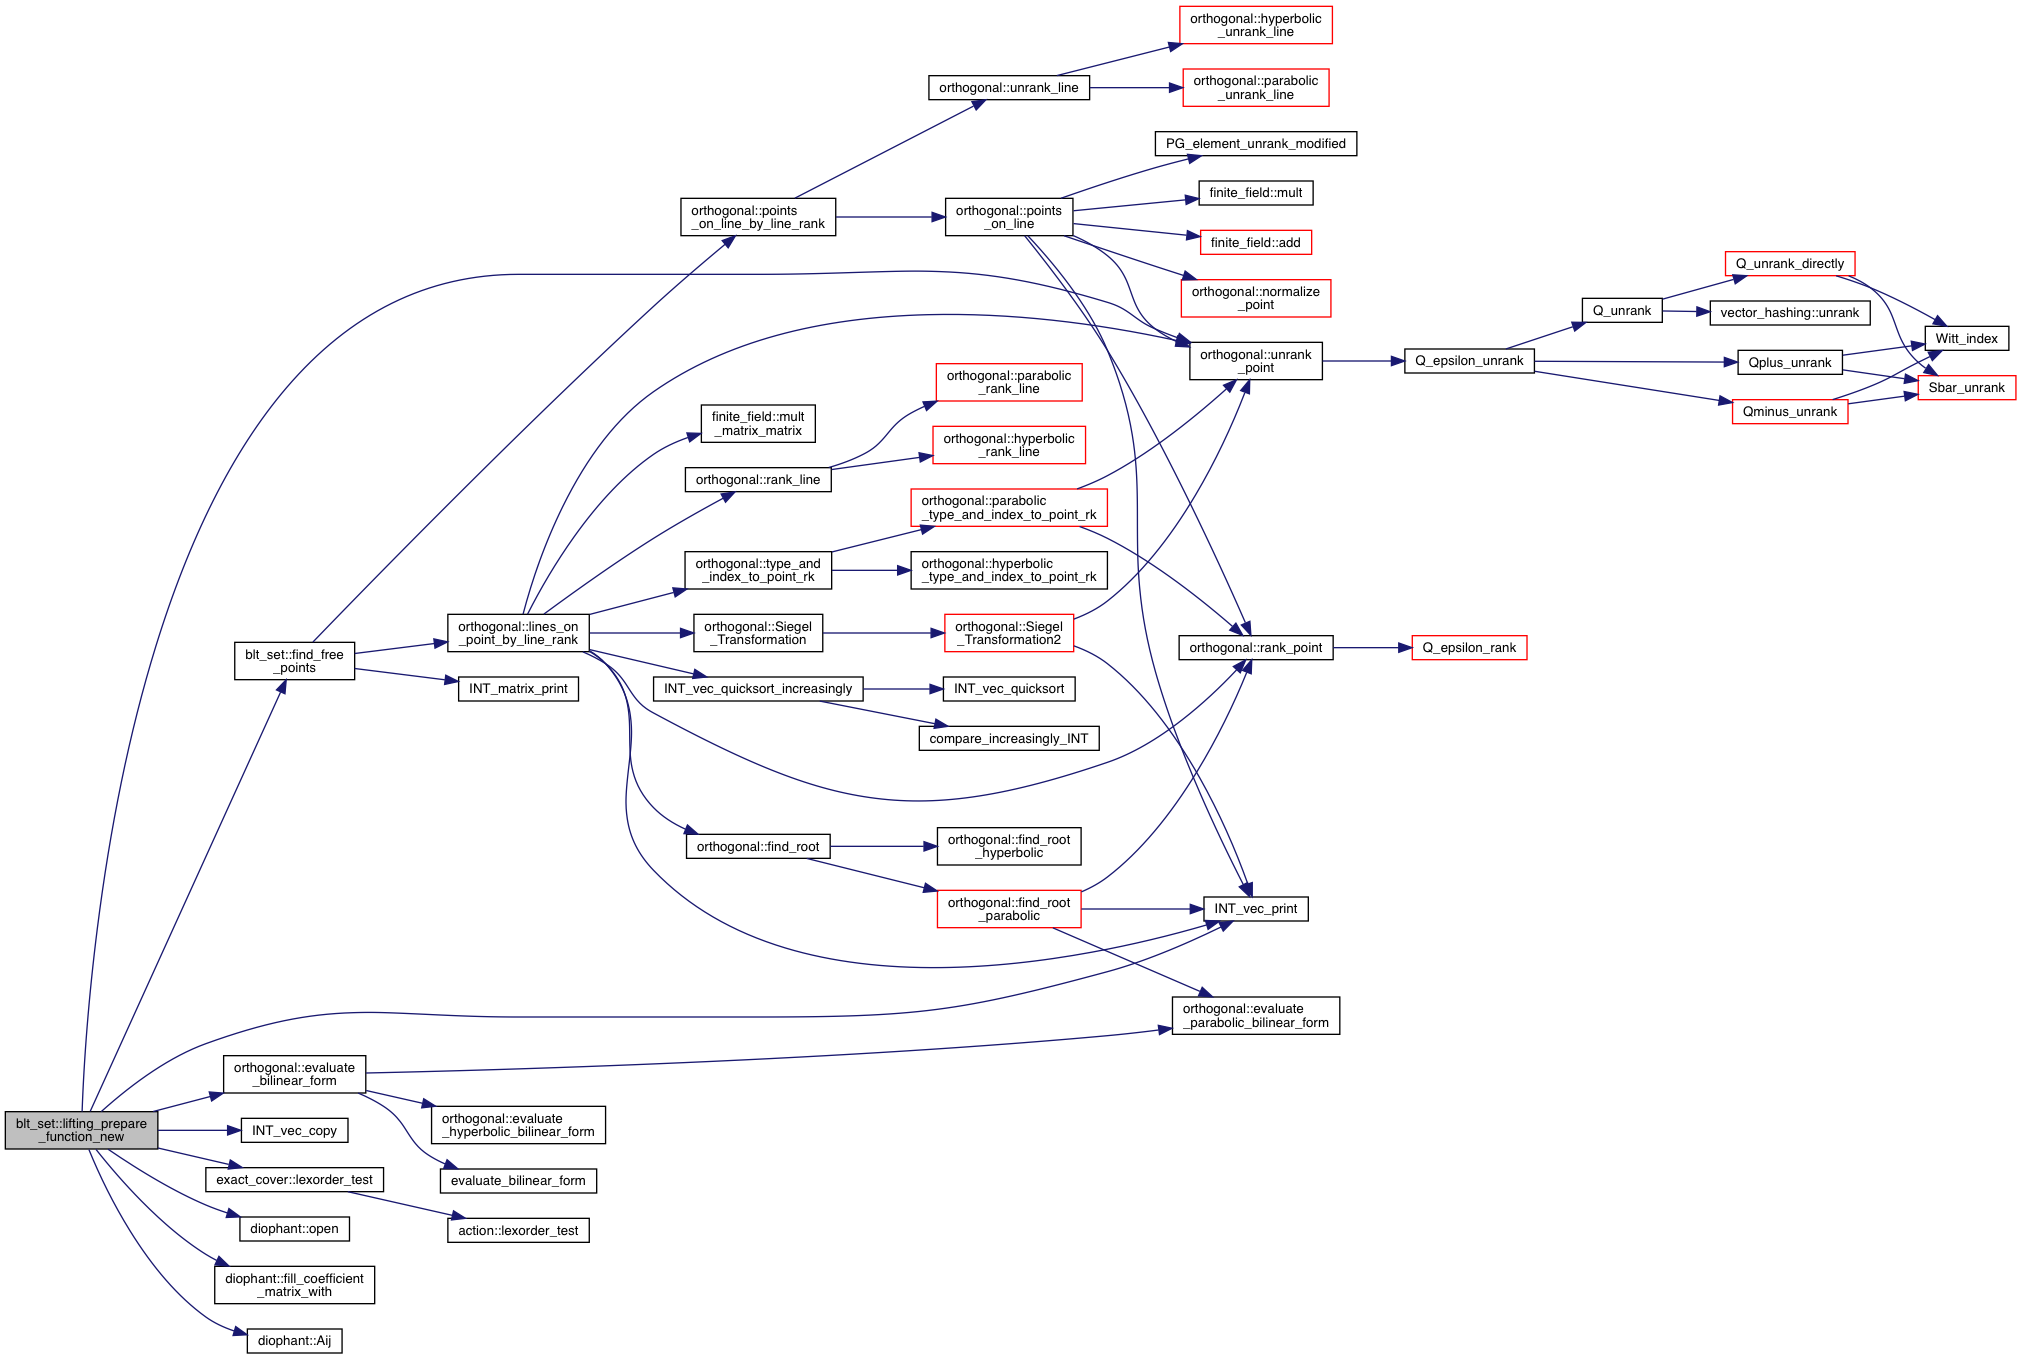 orthogonal::hyperbolic
_unrank_line
orthogonal::unrank_line
orthogonal::parabolic
_unrank_line
PG_element_unrank_modified
orthogonal::points
_on_line_by_line_rank
orthogonal::points
_on_line
finite_field::mult
finite_field::add
orthogonal::normalize
_point
Q_unrank_directly
Q_unrank
vector_hashing::unrank
Witt_index
orthogonal::unrank
_point
Q_epsilon_unrank
Qplus_unrank
Sbar_unrank
Qminus_unrank
orthogonal::parabolic
_rank_line
finite_field::mult
_matrix_matrix
orthogonal::hyperbolic
_rank_line
orthogonal::rank_line
orthogonal::parabolic
_type_and_index_to_point_rk
orthogonal::type_and
_index_to_point_rk
orthogonal::hyperbolic
_type_and_index_to_point_rk
orthogonal::lines_on
_point_by_line_rank
orthogonal::Siegel
_Transformation
orthogonal::Siegel
_Transformation2
orthogonal::rank_point
Q_epsilon_rank
blt_set::find_free
_points
INT_matrix_print
INT_vec_quicksort_increasingly
INT_vec_quicksort
compare_increasingly_INT
orthogonal::find_root
orthogonal::find_root
_hyperbolic
orthogonal::find_root
_parabolic
INT_vec_print
orthogonal::evaluate
_parabolic_bilinear_form
orthogonal::evaluate
_bilinear_form
orthogonal::evaluate
_hyperbolic_bilinear_form
blt_set::lifting_prepare
_function_new
INT_vec_copy
exact_cover::lexorder_test
evaluate_bilinear_form
diophant::open
action::lexorder_test
diophant::fill_coefficient
_matrix_with
diophant::Aij